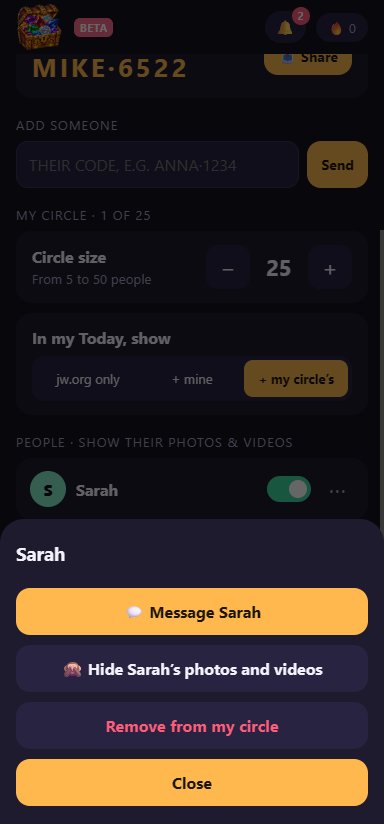 BETA
2
0
MIKE·6522
Share
ADD SOMEONE
THEIR CODE, E.G. ANNA·1234
Send
MY CIRCLE · 1 OF 25
Circle size
From 5 to 50 people
− 25 +
In my Today, show
jw.org only
+ mine
+ my circle’s
PEOPLE · SHOW THEIR PHOTOS & VIDEOS
S
Sarah
...
Sarah
Message Sarah
Hide Sarah’s photos and videos
Remove from my circle
Close